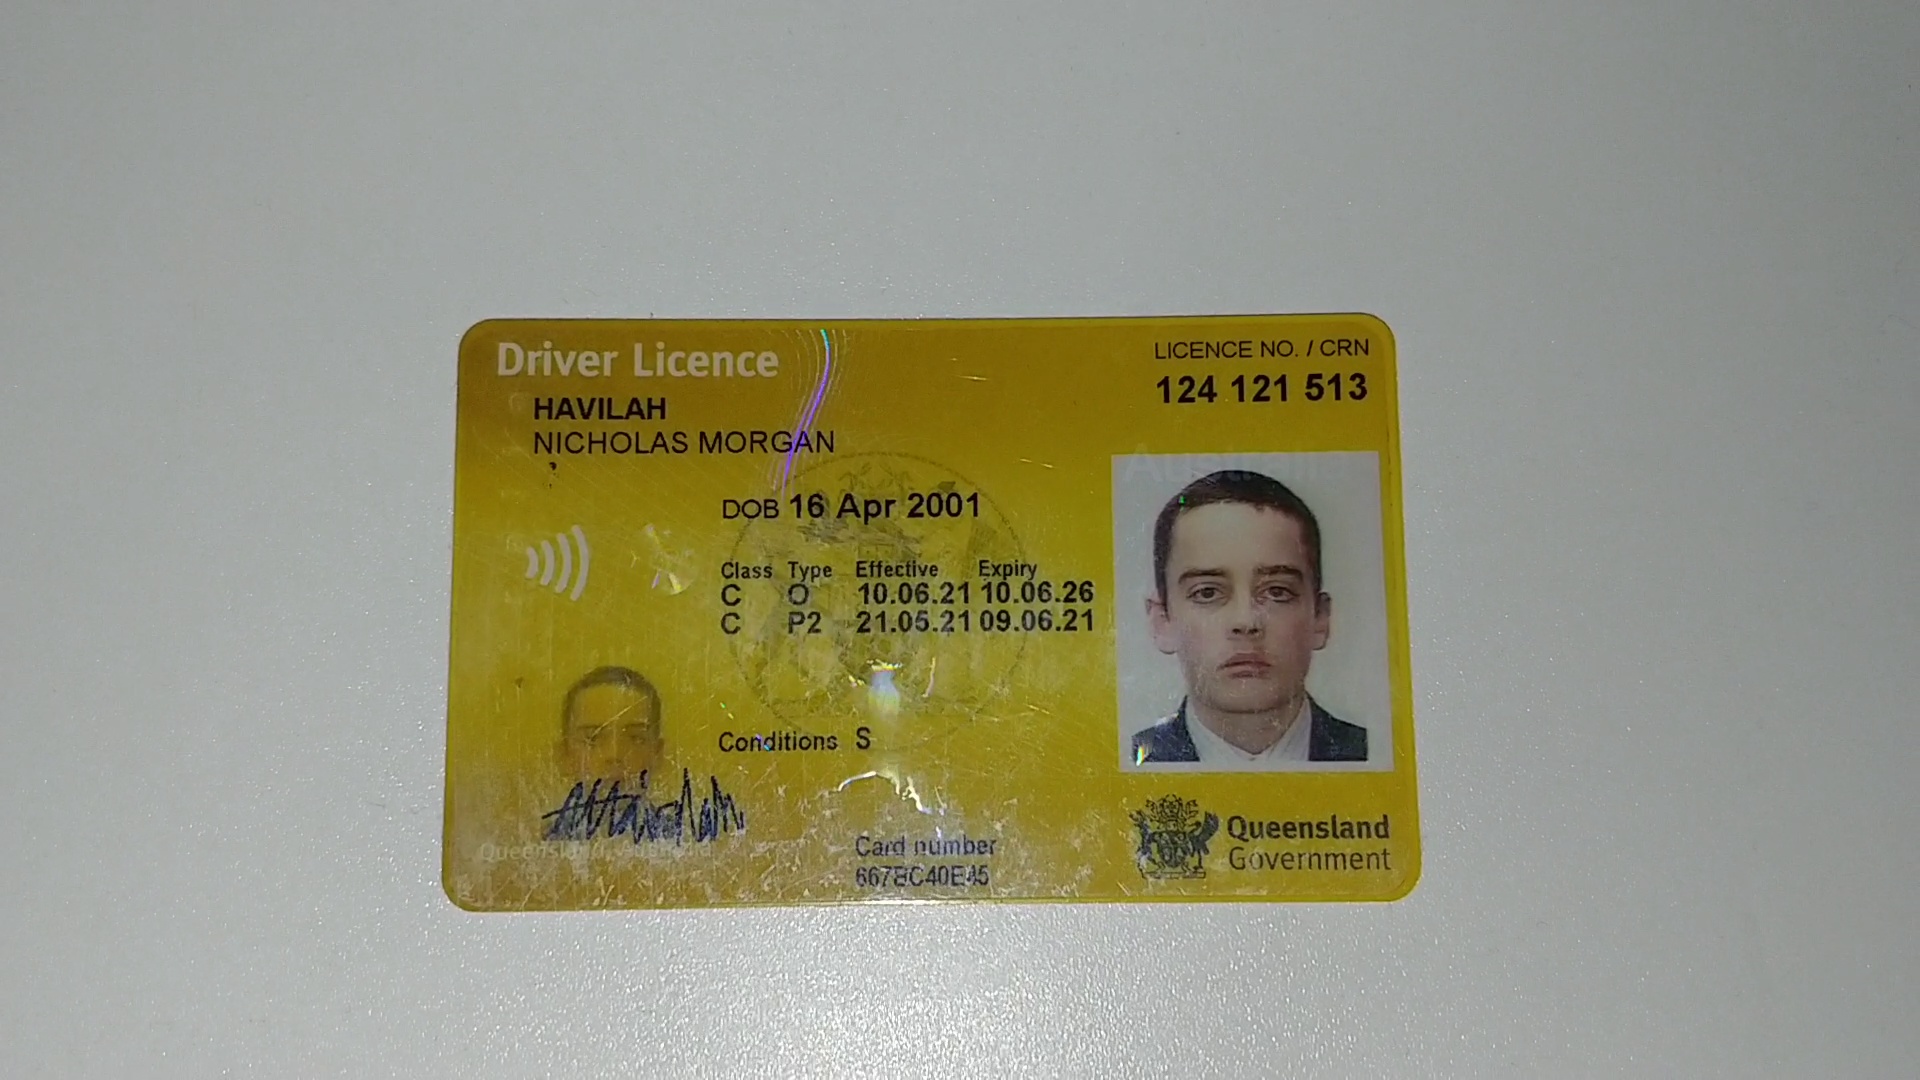 Driver Licence
LICENCE NO. / CRN
124 121 513
HAVILAH
NICHOLAS MORGAN
DOB 16 Apr 2001
Class Type Effective Expiry
C O 10.06.21 10.06.26
C P2 21.05.21 09.06.21
Conditions S
Card number
667BC40E45
Queensland
Government
Queensland, Australia